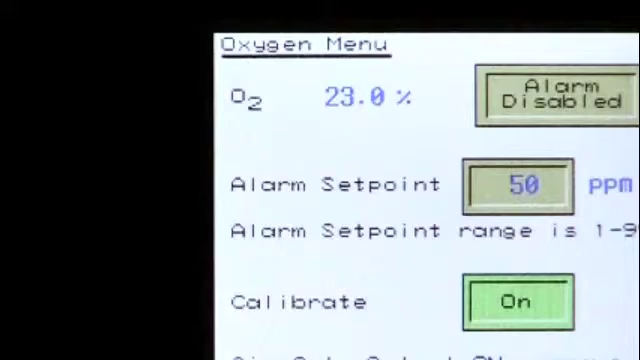 Oxygen Menu
O2 23.0 % Alarm Disabled
Alarm Setpoint 50 ppm
Alarm Setpoint range is 1-9
Calibrate On